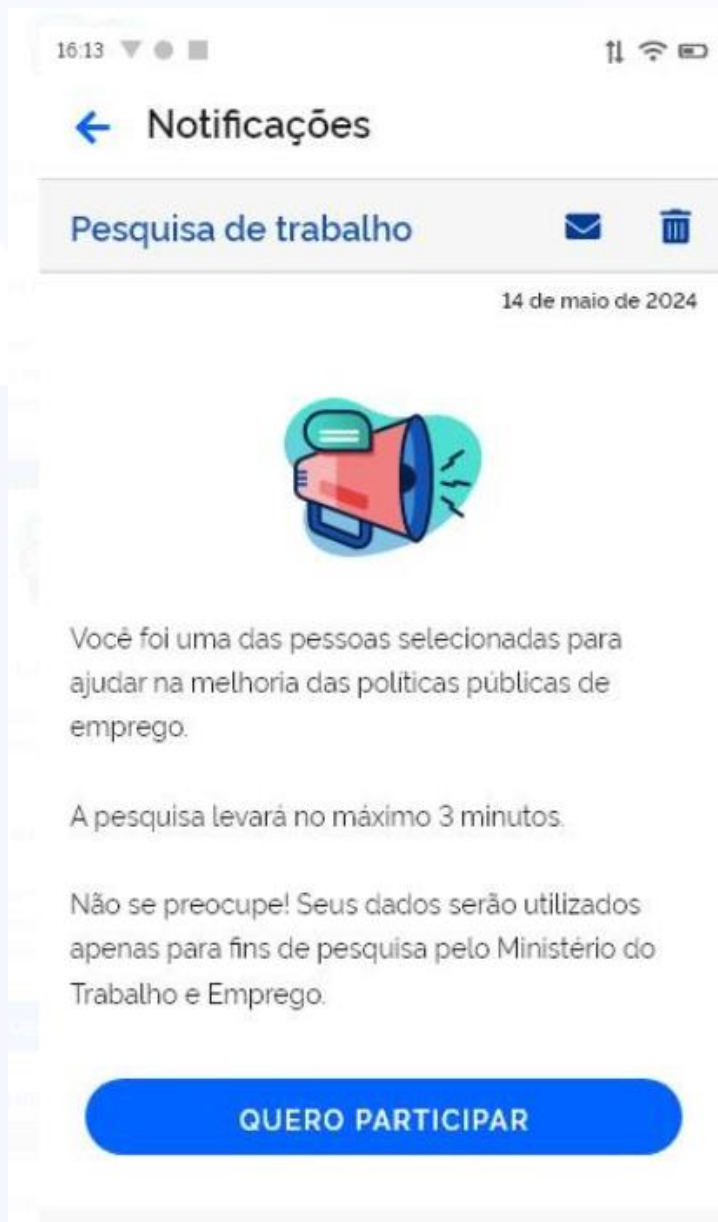 16:13
Notificações
Pesquisa de trabalho
14 de maio de 2024
Você foi uma das pessoas selecionadas para
ajudar na melhoria das políticas públicas de
emprego.
A pesquisa levará no máximo 3 minutos.
Não se preocupe! Seus dados serão utilizados
apenas para fins de pesquisa pelo Ministério do
Trabalho e Emprego.
QUERO PARTICIPAR